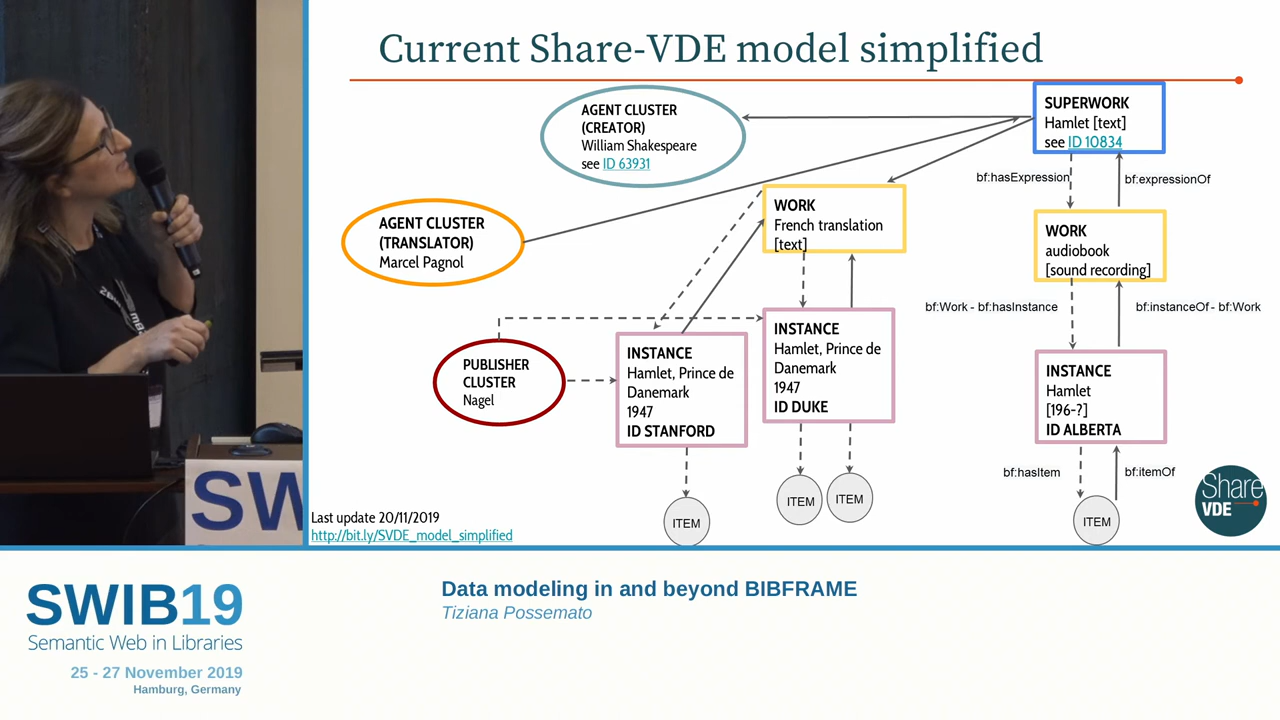 Current Share-VDE model simplified
AGENT CLUSTER
(CREATOR)
William Shakespeare
see ID 63931
SUPERWORK
Hamlet [text]
see ID 10834
bf:hasExpression
bf:expressionOf
AGENT CLUSTER
(TRANSLATOR)
Marcel Pagnol
WORK
French translation
[text]
WORK
audiobook
[sound recording]
bf:Work - bf:hasInstance
bf:instanceOf - bf:Work
PUBLISHER
CLUSTER
Nagel
INSTANCE
Hamlet, Prince de
Danemark
1947
ID STANFORD
INSTANCE
Hamlet, Prince de
Danemark
1947
ID DUKE
INSTANCE
Hamlet
[196-?]
ID ALBERTA
bf:hasItem
bf:itemOf
ITEM
ITEM
ITEM
ITEM
Share
VDE
Last update 20/11/2019
http://bit.ly/SVDE_model_simplified
SW
SWIB19
Semantic Web in Libraries
25 - 27 November 2019
Hamburg, Germany
Data modeling in and beyond BIBFRAME
Tiziana Possemato